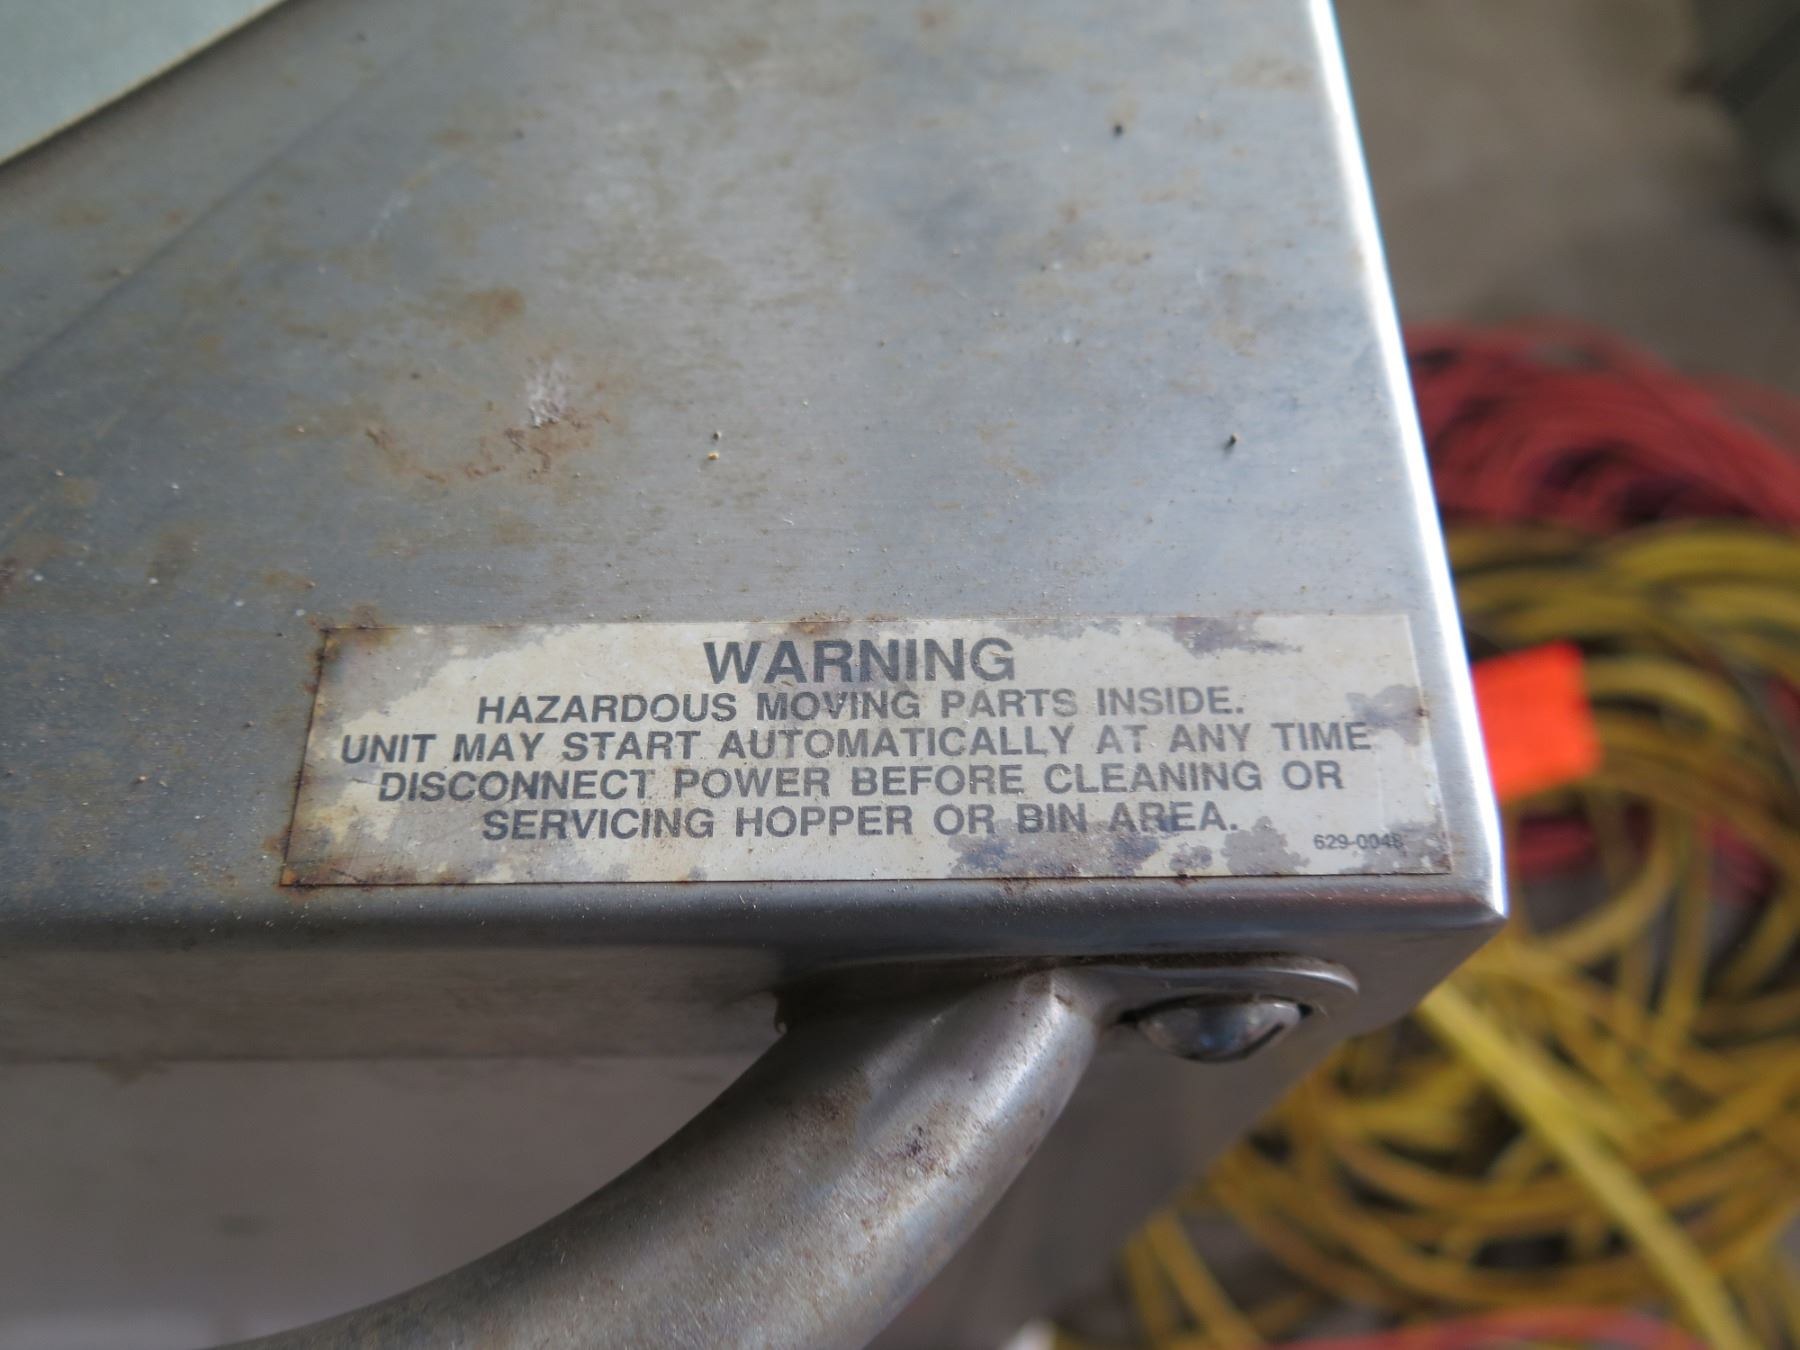 WARNING
HAZARDOUS MOVING PARTS INSIDE.
UNIT MAY START AUTOMATICALLY AT ANY TIME
DISCONNECT POWER BEFORE CLEANING OR
SERVICING HOPPER OR BIN AREA.
629-0048